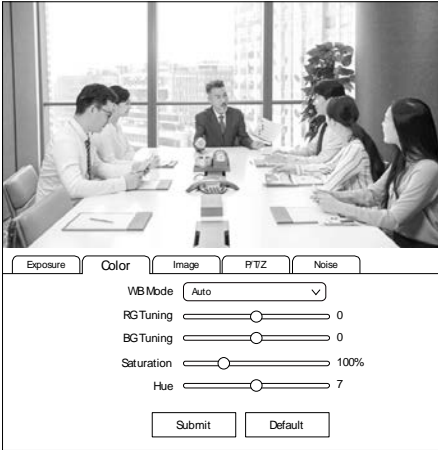 Exposure Color Image P/T/Z Noise
WB Mode Auto
RG Tuning 0
BG Tuning 0
Saturation 100%
Hue 7
Submit Default